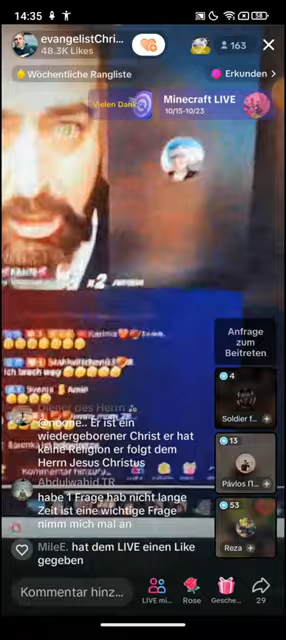 14:35
58
evangelistChri...
48.3K Likes
163
Wöchentliche Rangliste
Erkunden >
Vielen Dank
Minecraft LIVE
10/15-10/23
x2
Anfrage
zum
Beitreten
4
Soldier f...
13
Pávlos Π...
53
Reza
Diener des Herrn
@noone.. Er ist ein
wiedergeborener Christ er hat
keine Religion er folgt dem
Herrn Jesus Christus
Abdulwahid.TR
habe 1 Frage hab nicht lange
Zeit ist eine wichtige Frage
nimm mich mal an
MileE. hat dem LIVE einen Like
gegeben
Kommentar hinz...
LIVE mi...
Rose
Gesche...
29